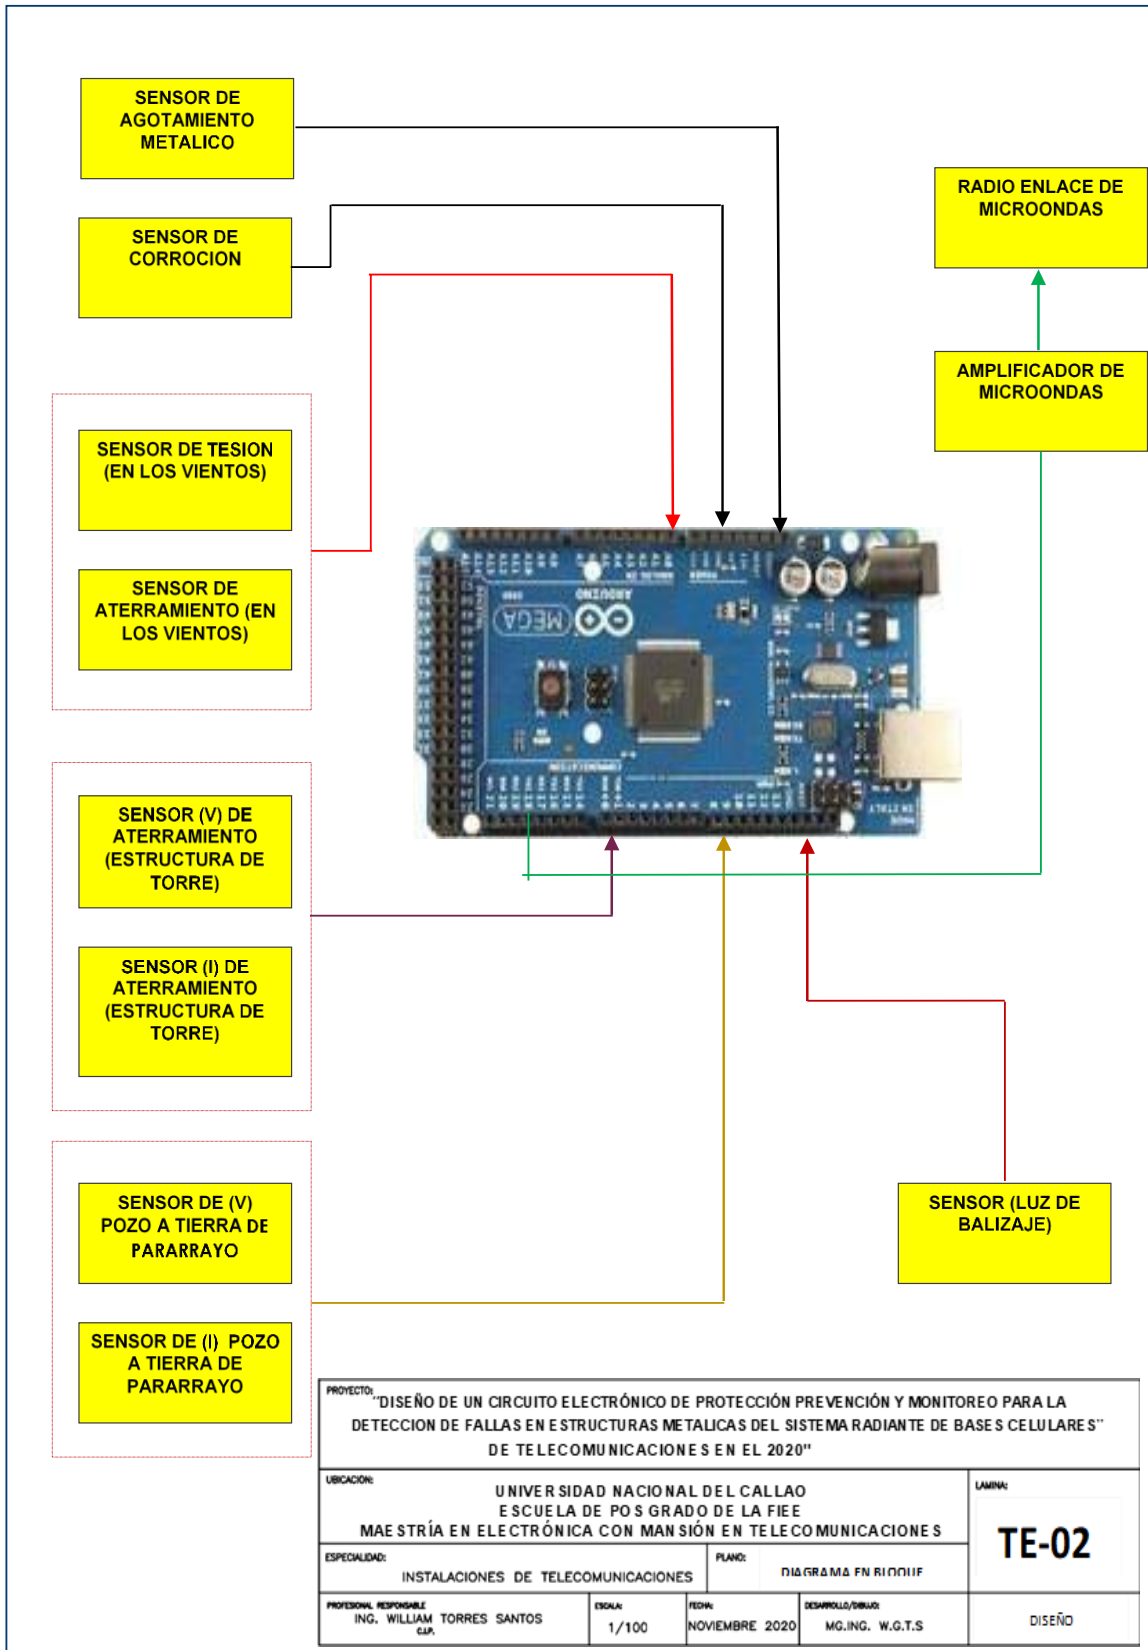 SENSOR DE
AGOTAMIENTO
METALICO
RADIO ENLACE DE
MICROONDAS
SENSOR DE
CORROCION
AMPLIFICADOR DE
MICROONDAS
SENSOR DE TESION
(EN LOS VIENTOS)
SENSOR DE
ATERRAMIENTO (EN
LOS VIENTOS)
ARDUINO
MEGA
SENSOR (V) DE
ATERRAMIENTO
(ESTRUCTURA DE
TORRE)
SENSOR (I) DE
ATERRAMIENTO
(ESTRUCTURA DE
TORRE)
SENSOR DE (V)
POZO A TIERRA DE
PARARRAYO
SENSOR (LUZ DE
BALIZAJE)
SENSOR DE (I) POZO
A TIERRA DE
PARARRAYO
PROYECTO:
"DISEÑO DE UN CIRCUITO ELECTRÓNICO DE PROTECCIÓN PREVENCIÓN Y MONITOREO PARA LA
DETECCION DE FALLAS EN ESTRUCTURAS METALICAS DEL SISTEMA RADIANTE DE BASES CELULARES"
DE TELECOMUNICACIONES EN EL 2020"
UBICACION:
UNIVERSIDAD NACIONAL DEL CALLAO
ESCUELA DE POS GRADO DE LA FIEE
MAESTRÍA EN ELECTRÓNICA CON MANSIÓN EN TELECOMUNICACIONES
LAMINA:
TE-02
ESPECIALIDAD:
INSTALACIONES DE TELECOMUNICACIONES
PLANO:
DIAGRAMA EN BLOQUE
PROFESIONAL RESPONSABLE
ING. WILLIAM TORRES SANTOS
C.I.P.
ESCALA:
1/100
FECHA:
NOVIEMBRE 2020
DESARROLLO/DIBUJO:
MG.ING. W.G.T.S
DISEÑO